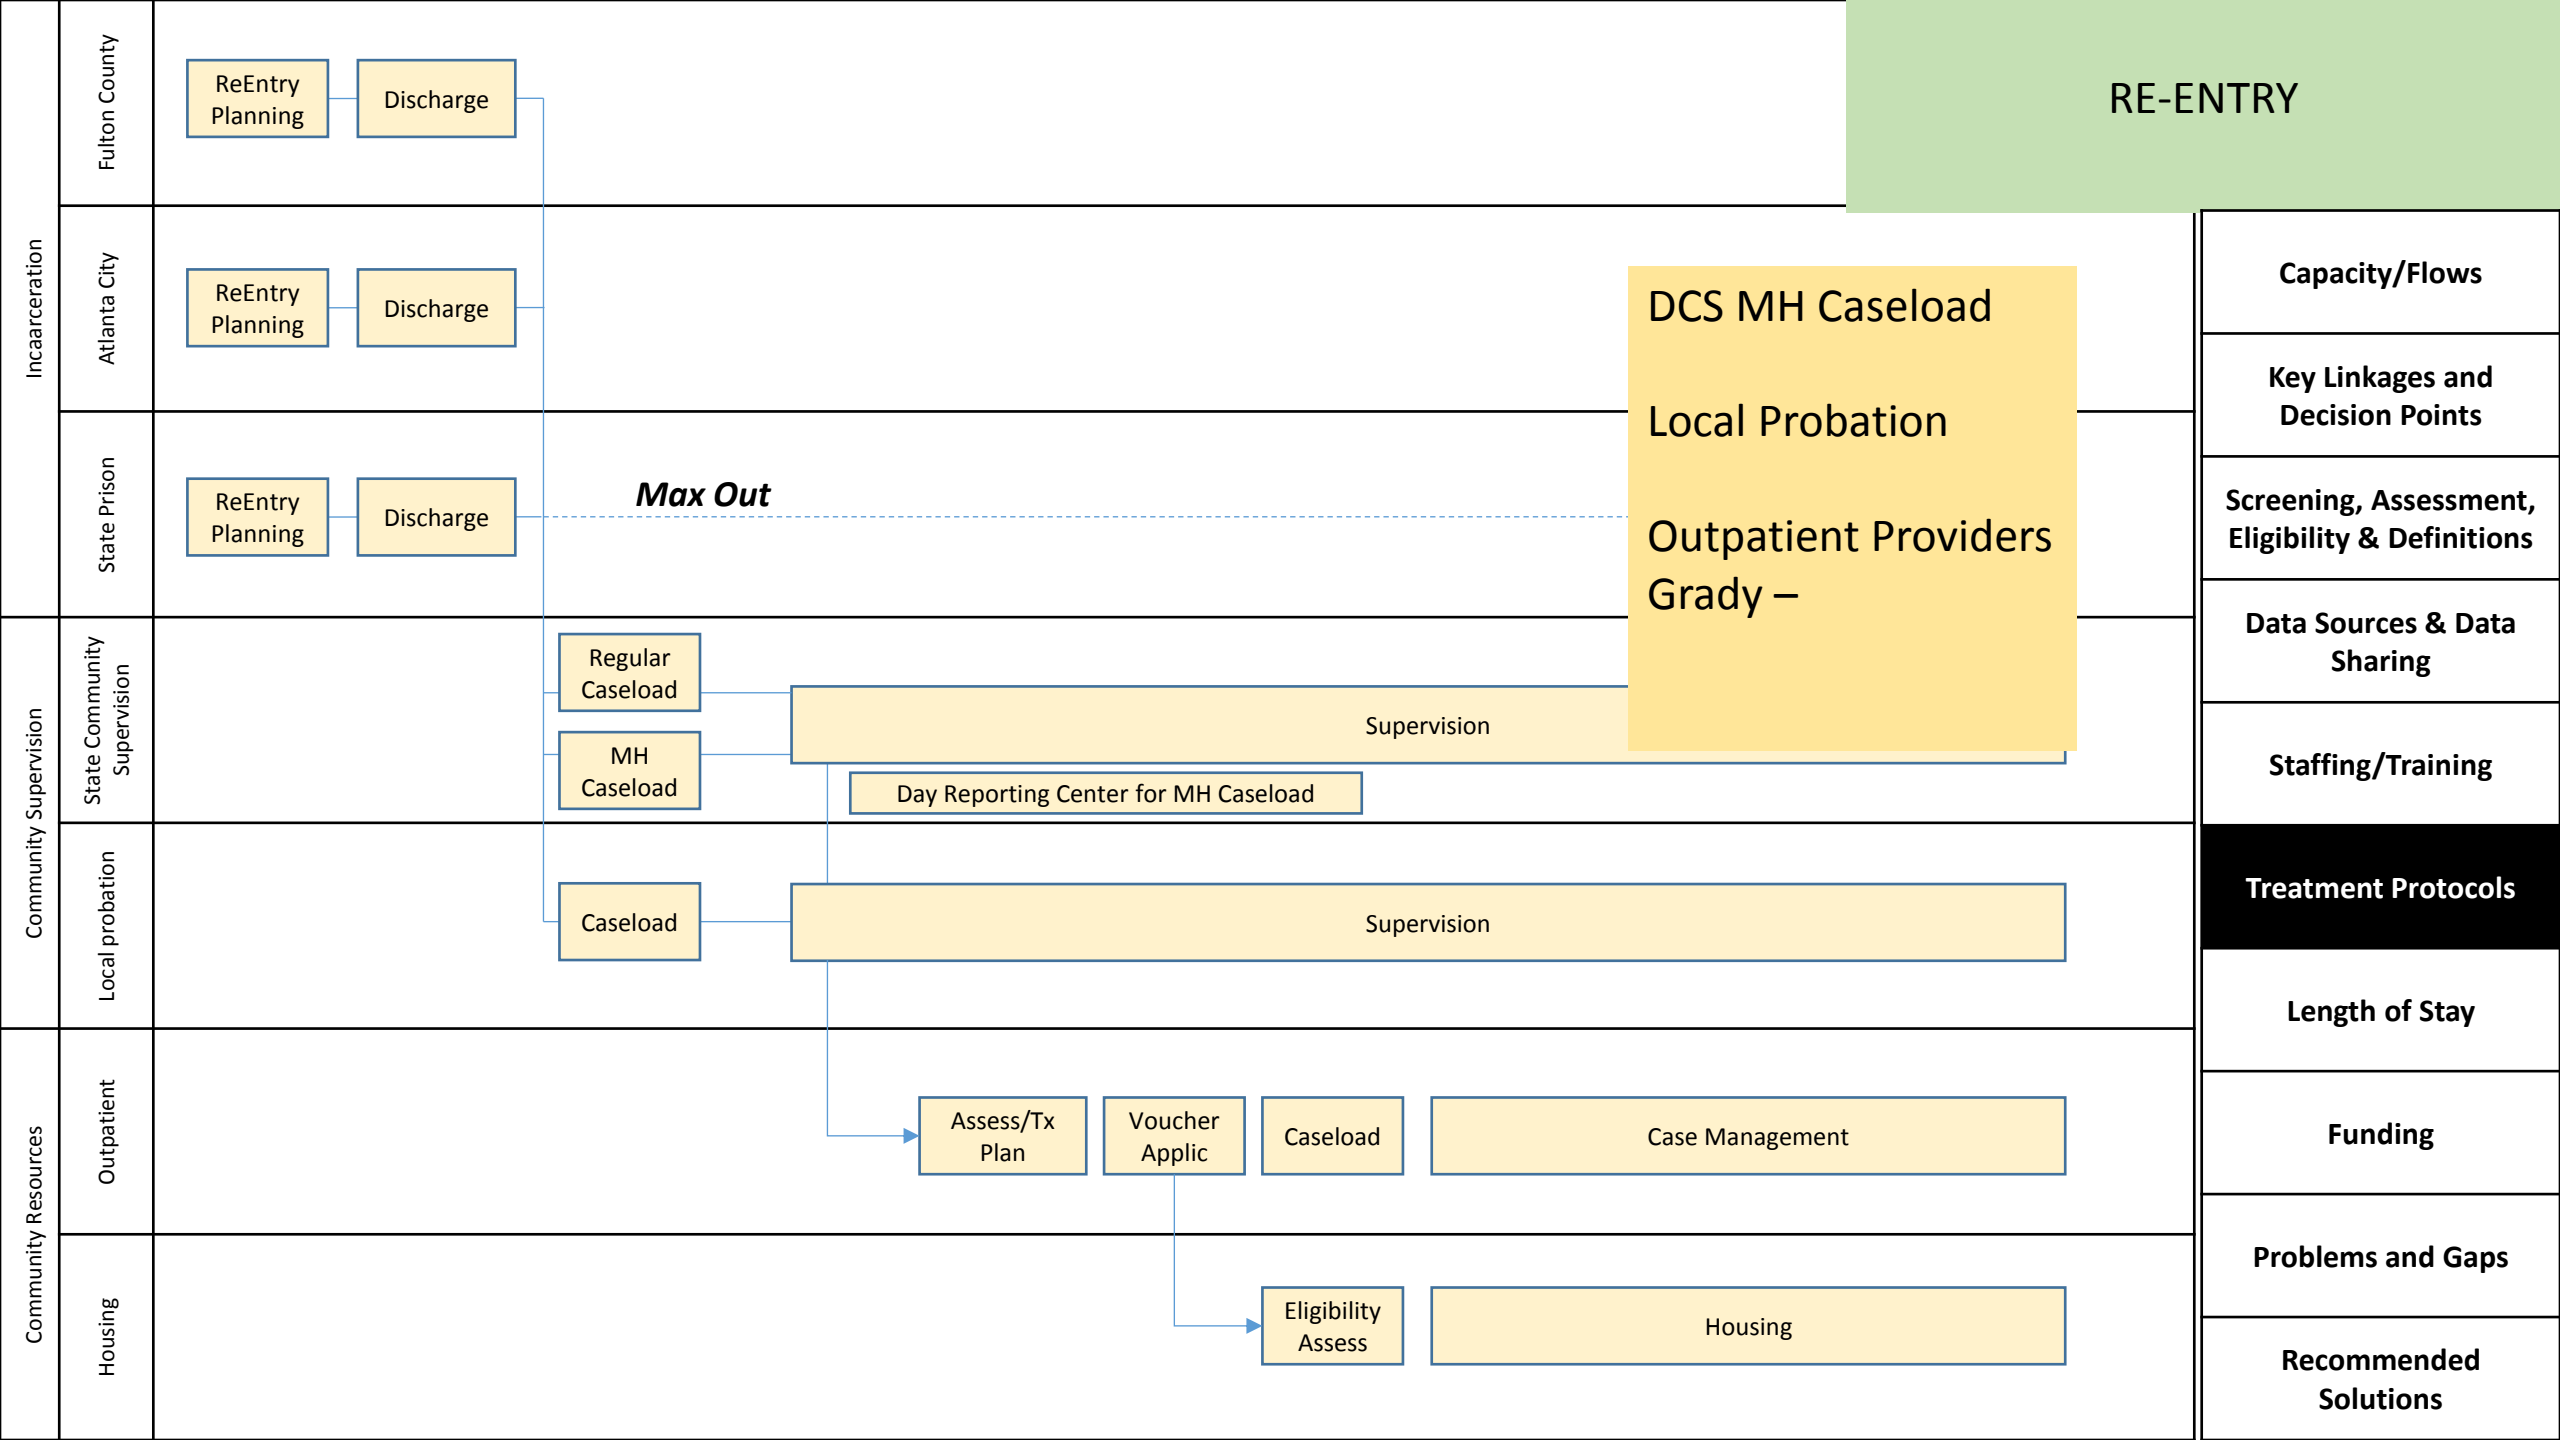 RE-ENTRY
Incarceration
Fulton County
ReEntry
Planning
Discharge
Atlanta City
ReEntry
Planning
Discharge
State Prison
ReEntry
Planning
Discharge
Max Out
DCS MH Caseload
Local Probation
Outpatient Providers
Grady –
Community Supervision
State Community
Supervision
Regular
Caseload
MH
Caseload
Supervision
Day Reporting Center for MH Caseload
Local probation
Caseload
Supervision
Community Resources
Outpatient
Assess/Tx
Plan
Voucher
Applic
Caseload
Case Management
Housing
Eligibility
Assess
Housing
Capacity/Flows
Key Linkages and
Decision Points
Screening, Assessment,
Eligibility & Definitions
Data Sources & Data
Sharing
Staffing/Training
Treatment Protocols
Length of Stay
Funding
Problems and Gaps
Recommended
Solutions